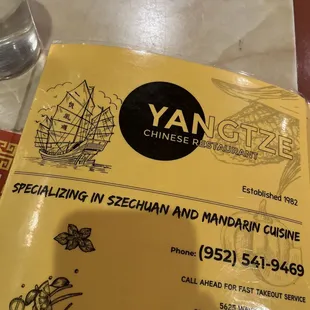 YANGTZE
CHINESE RESTAURANT
Established 1982
SPECIALIZING IN SZECHUAN AND MANDARIN CUISINE
Phone: (952) 541-9469
CALL AHEAD FOR FAST TAKEOUT SERVICE
5625